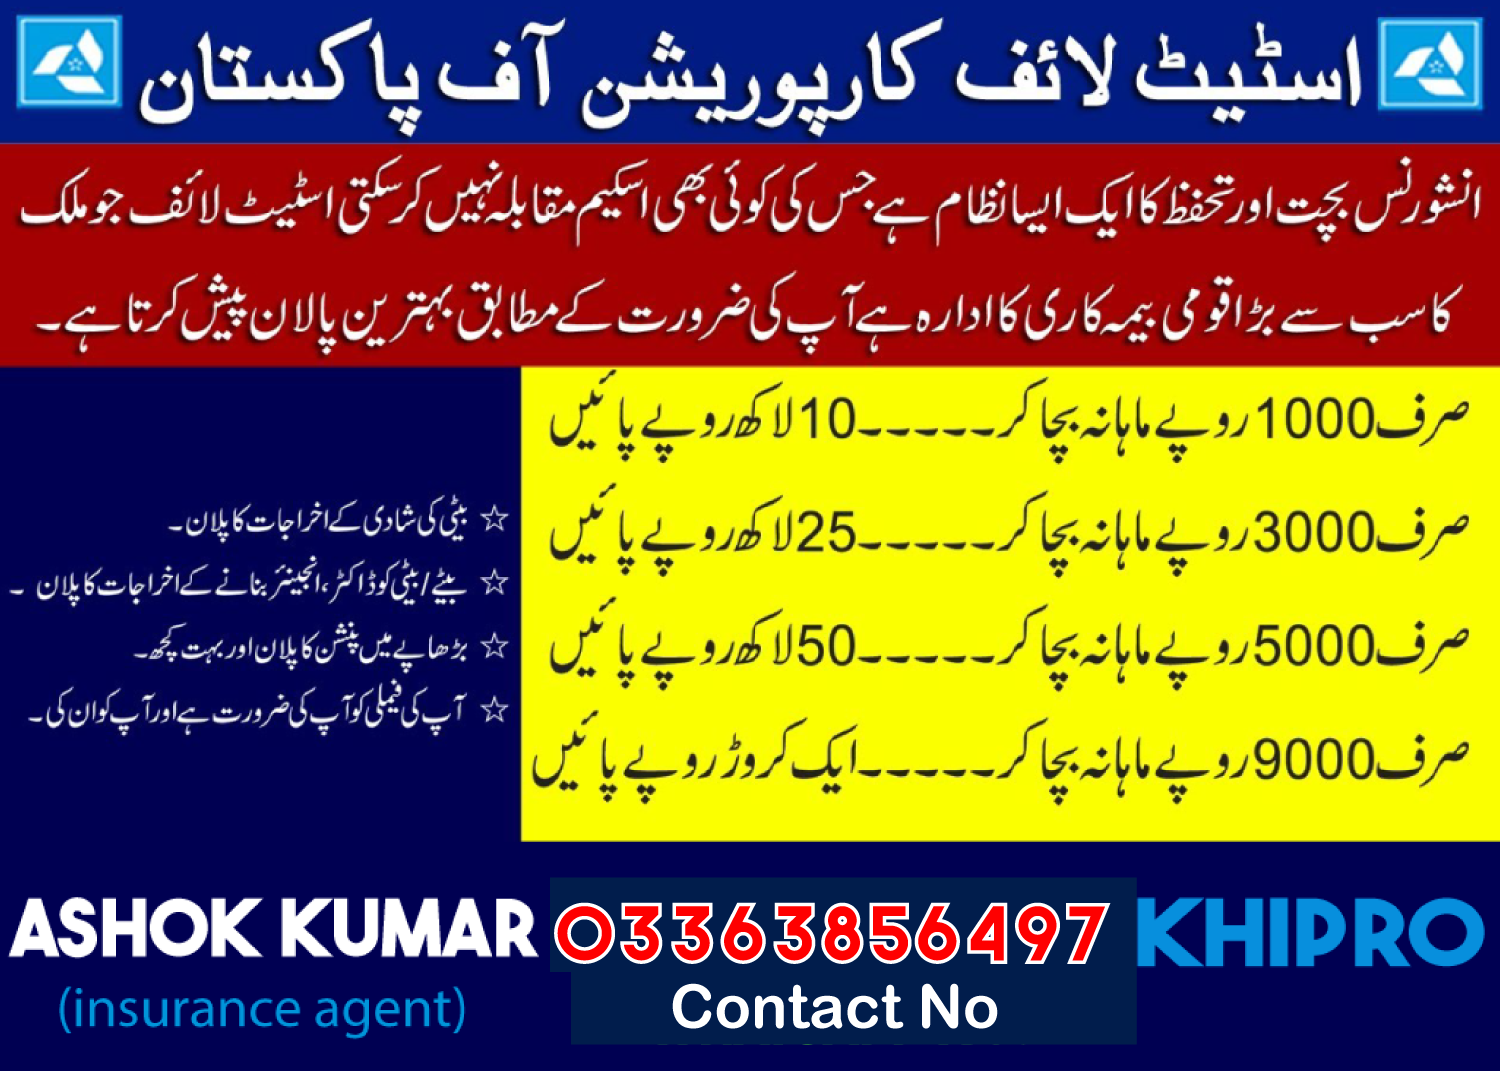 اسٹیٹ لائف کارپوریشن آف پاکستان
انشورنس بچت اور تحفظ کا ایک ایسا نظام ہے جس کی کوئی بھی اسکیم مقابلہ نہیں کرسکتی اسٹیٹ لائف جو ملک
کا سب سے بڑا قومی بیمہ کاری کا ادارہ ہے آپ کی ضرورت کے مطابق بہترین پالان پیش کرتا ہے۔
صرف 1000 روپے ماہانہ بچا کر-----10 لاکھ روپے پائیں
صرف 3000 روپے ماہانہ بچا کر-----25 لاکھ روپے پائیں
صرف 5000 روپے ماہانہ بچا کر-----50 لاکھ روپے پائیں
صرف 9000 روپے ماہانہ بچا کر-----ایک کروڑ روپے پائیں
☆ بیٹی کی شادی کے اخراجات کا پلان۔
☆ بیٹے/بیٹی کو ڈاکٹر، انجینئر بنانے کے اخراجات کا پلان ۔
☆ بڑھاپے میں پنشن کا پلان اور بہت کچھ۔
☆ آپ کی فیملی کو آپ کی ضرورت ہے اور آپ کو ان کی۔
ASHOK KUMAR 03363856497 KHIPRO
(insurance agent) Contact No